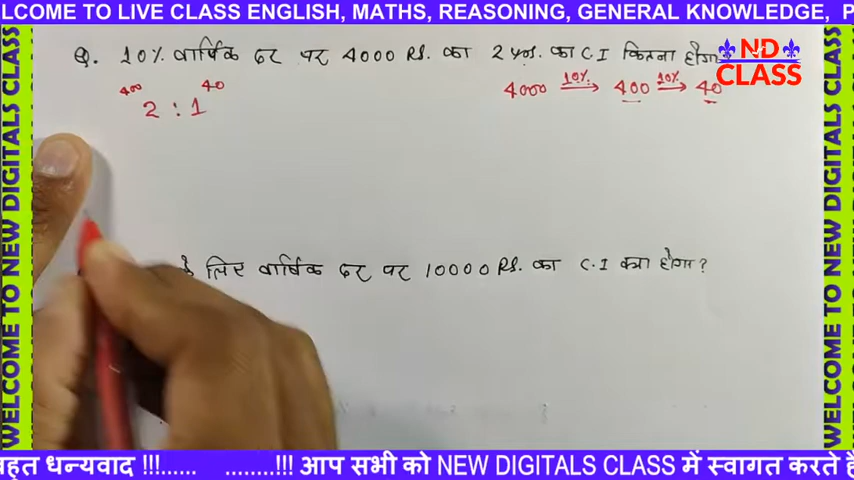 LCOME TO LIVE CLASS ENGLISH, MATHS, REASONING, GENERAL KNOWLEDGE, P
Q. 10% वार्षिक दर पर 4000 RS. का 2 yrs. का C I कितना होगा
ND
CLASS
400 40
2 : 1
4000 10% 400 10% 40
के लिए वार्षिक दर पर 10000 RS. का C.I क्या होगा?
WELCOME TO NEW DIGITALS CLASS
WELCOME TO NEW DIGITALS CLASS
बहुत धन्यवाद !!!...... ........!!! आप सभी को NEW DIGITALS CLASS में स्वागत करते है